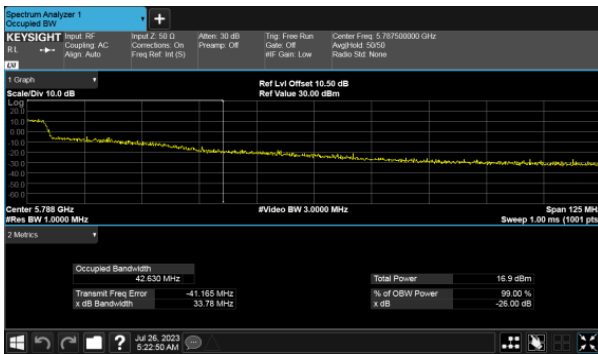 Spectrum Analyzer 1
Occupied BW
KEYSIGHT
RL
LXI
Input: RF
Coupling: AC
Align: Auto
Input Z: 50 Ω
Corrections: On
Freq Ref: Int (S)
Atten: 30 dB
Preamp: Off
Trig: Free Run
Gate: Off
#IF Gain: Low
Center Freq: 5.787500000 GHz
Avg|Hold: 50/50
Radio Std: None
1 Graph
Scale/Div 10.0 dB
Ref Lvl Offset 10.50 dB
Ref Value 30.00 dBm
Log
20.0
10.0
0.00
-10.0
-20.0
-30.0
-40.0
-50.0
-60.0
Center 5.788 GHz
#Video BW 3.0000 MHz
Span 125 MH
#Res BW 1.0000 MHz
Sweep 1.00 ms (1001 pts
2 Metrics
Occupied Bandwidth
42.630 MHz
Total Power
16.9 dBm
Transmit Freq Error
-41.165 MHz
% of OBW Power
99.00 %
x dB Bandwidth
33.78 MHz
x dB
-26.00 dB
?
Jul 26, 2023
5:22:50 AM